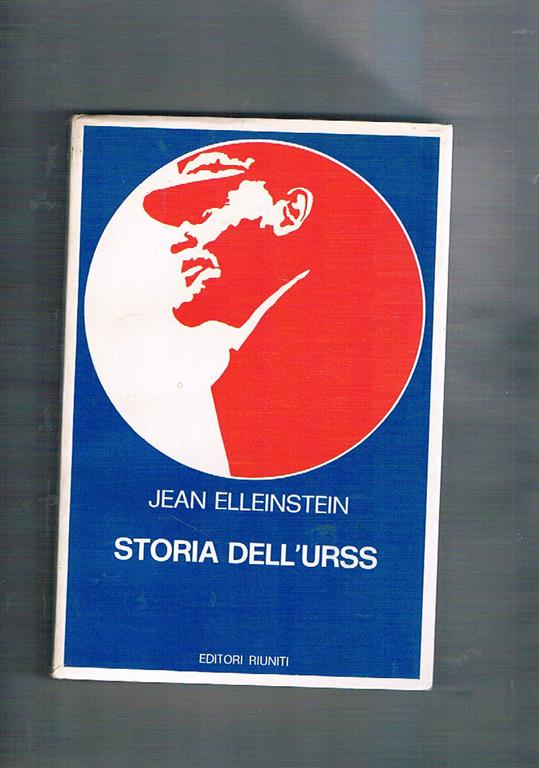 JEAN ELLEINSTEIN
STORIA DELL'URSS
EDITORI RIUNITI